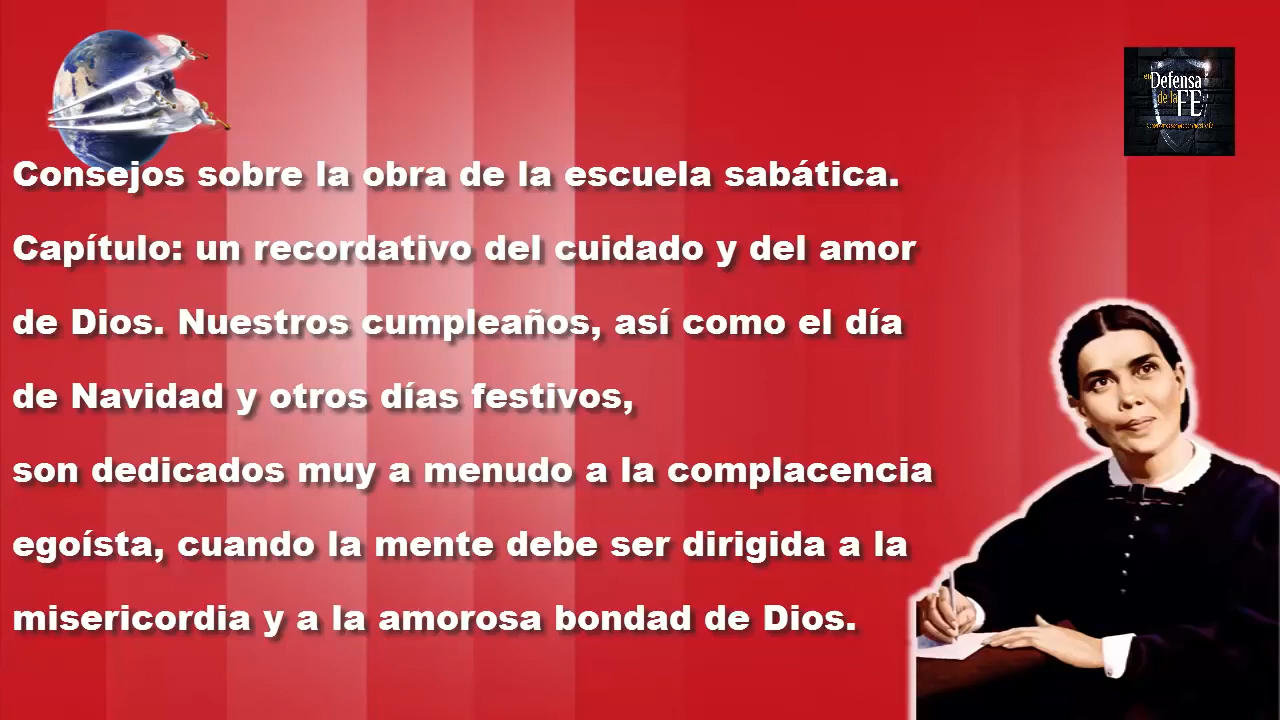 en
Defensa
de la
FE
Consejos sobre la obra de la escuela sabática.
Capítulo: un recordativo del cuidado y del amor
de Dios. Nuestros cumpleaños, así como el día
de Navidad y otros días festivos,
son dedicados muy a menudo a la complacencia
egoísta, cuando la mente debe ser dirigida a la
misericordia y a la amorosa bondad de Dios.